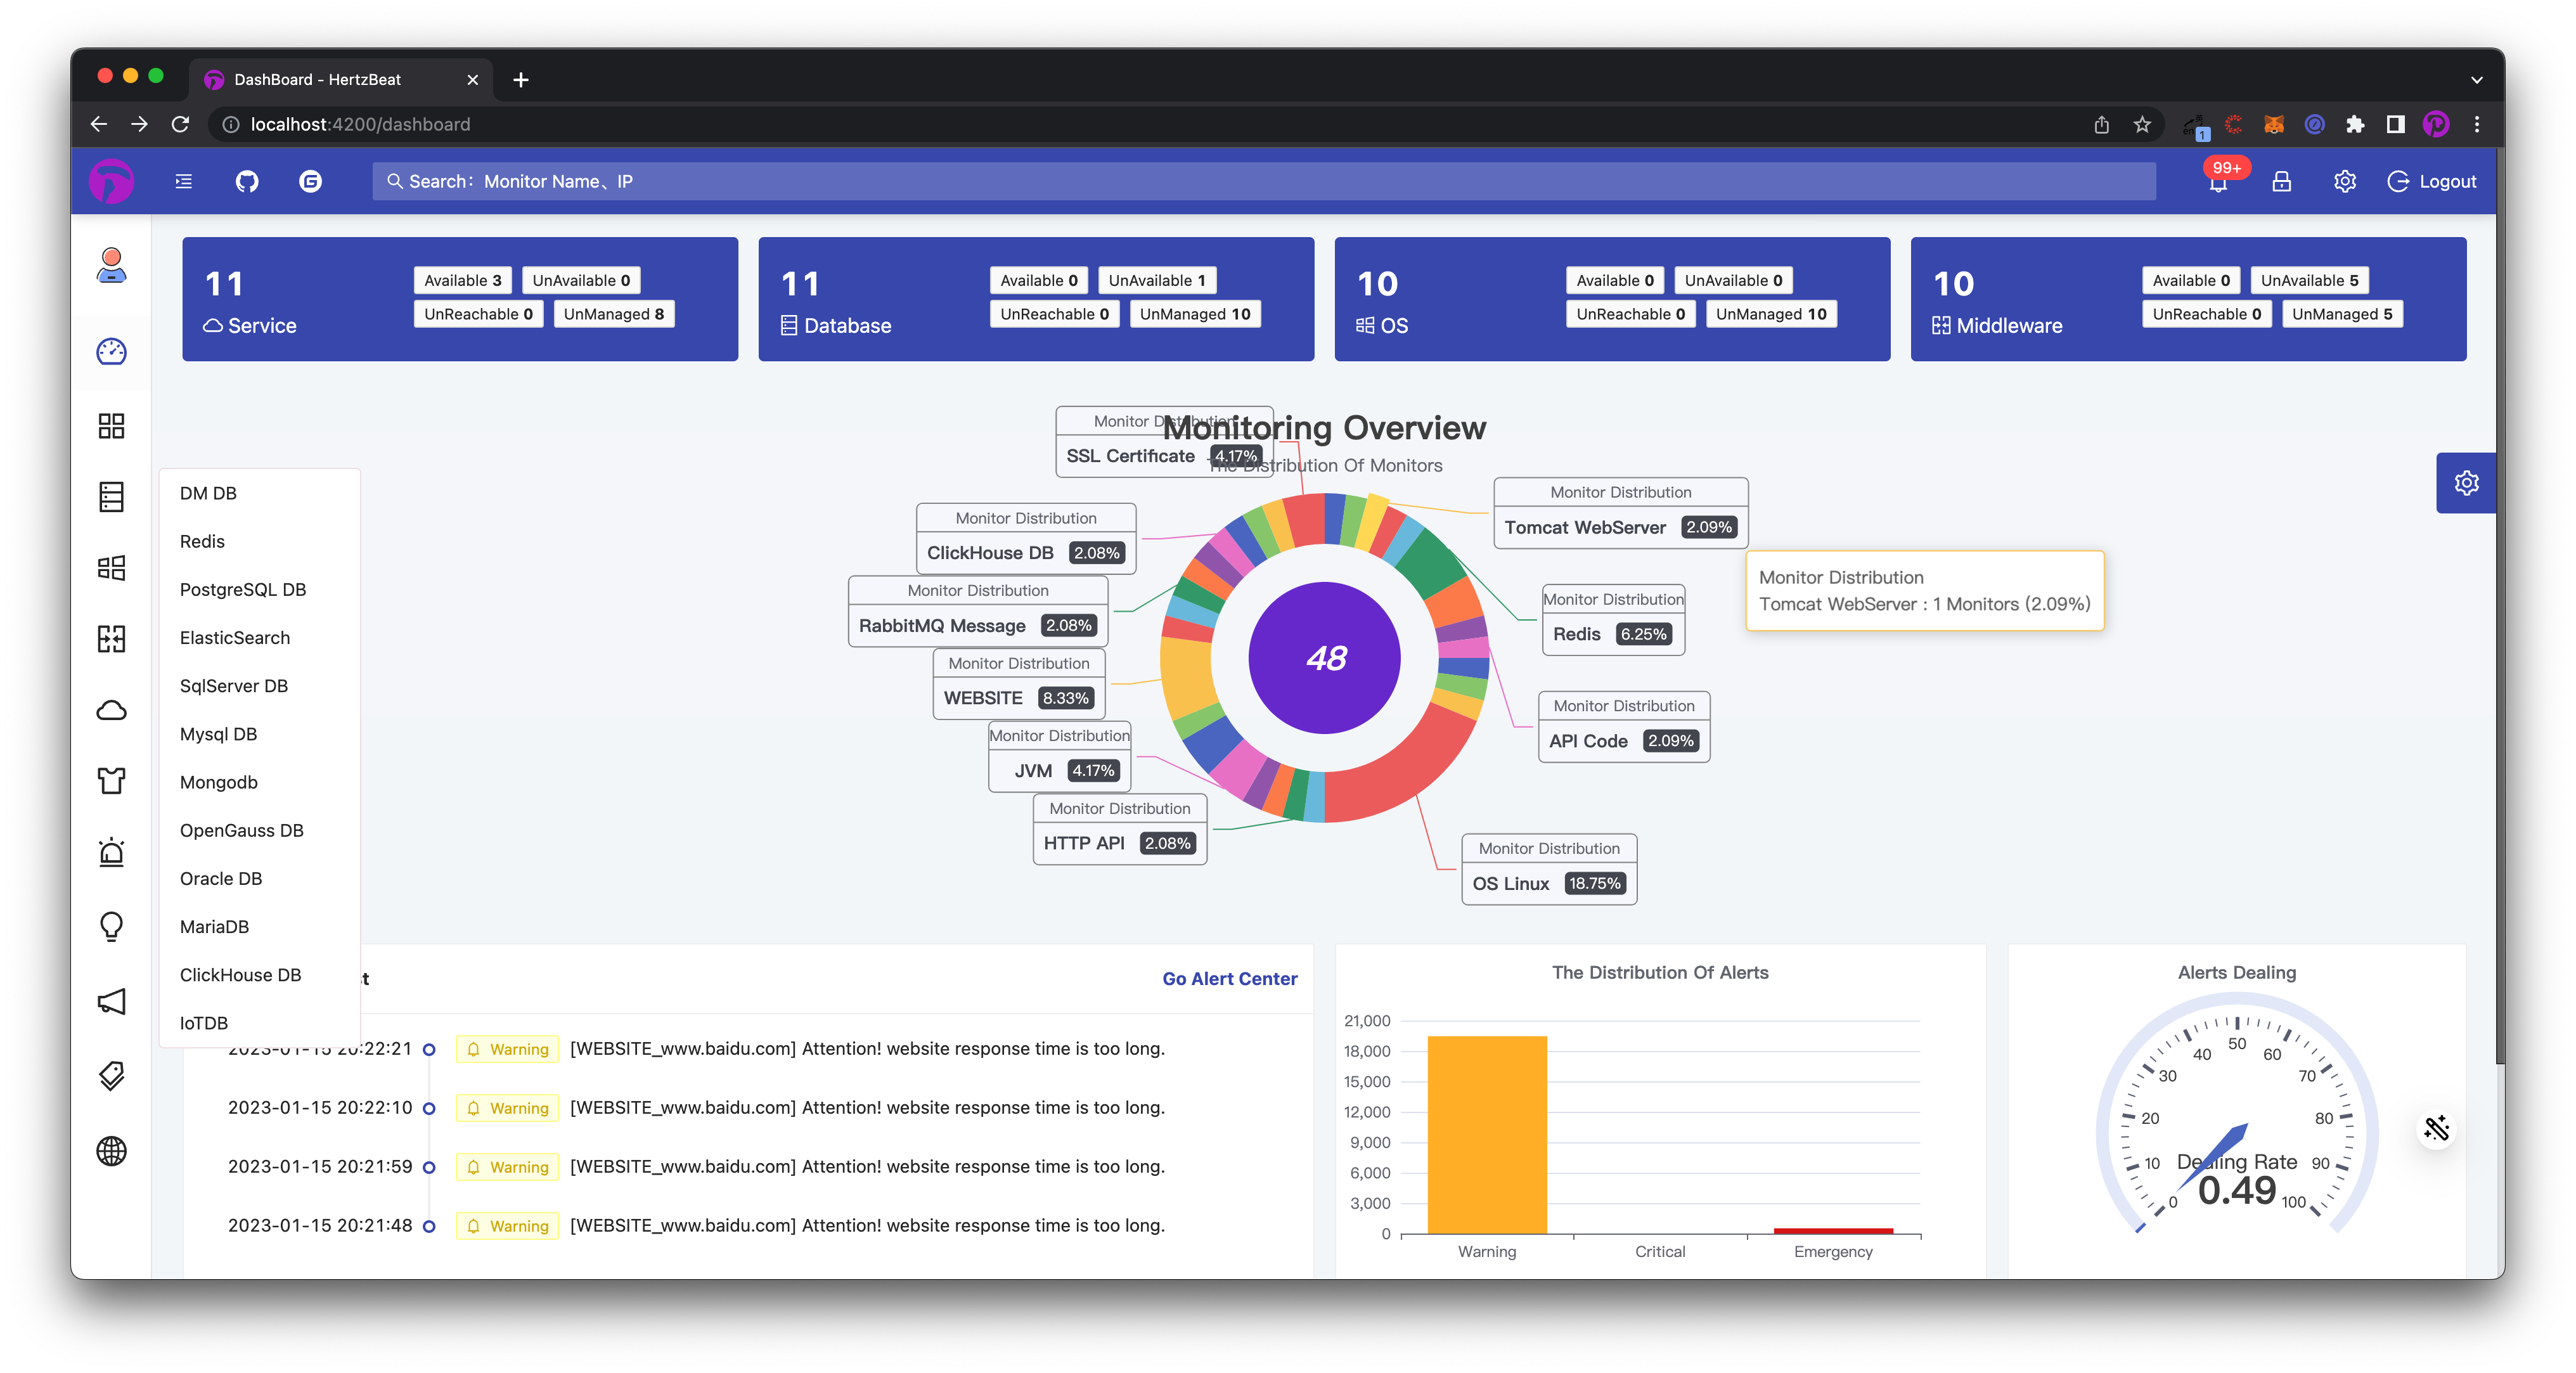 DashBoard - HertzBeat
localhost:4200/dashboard
1
Search: Monitor Name、IP
99+
Logout
11
Service
Available 3
UnAvailable 0
UnReachable 0
UnManaged 8
11
Database
Available 0
UnAvailable 1
UnReachable 0
UnManaged 10
10
OS
Available 0
UnAvailable 0
UnReachable 0
UnManaged 10
10
Middleware
Available 0
UnAvailable 5
UnReachable 0
UnManaged 5
Monitoring Overview
The Distribution Of Monitors
Monitor Distribution
SSL Certificate 4.17%
Monitor Distribution
ClickHouse DB 2.08%
Monitor Distribution
RabbitMQ Message 2.08%
Monitor Distribution
WEBSITE 8.33%
Monitor Distribution
JVM 4.17%
Monitor Distribution
HTTP API 2.08%
48
Monitor Distribution
Tomcat WebServer 2.09%
Monitor Distribution
Tomcat WebServer : 1 Monitors (2.09%)
Monitor Distribution
Redis 6.25%
Monitor Distribution
API Code 2.09%
Monitor Distribution
OS Linux 18.75%
DM DB
Redis
PostgreSQL DB
ElasticSearch
SqlServer DB
Mysql DB
Mongodb
OpenGauss DB
Oracle DB
MariaDB
ClickHouse DB
IoTDB
Go Alert Center
2023-01-15 20:22:21 Warning [WEBSITE_www.baidu.com] Attention! website response time is too long.
2023-01-15 20:22:10 Warning [WEBSITE_www.baidu.com] Attention! website response time is too long.
2023-01-15 20:21:59 Warning [WEBSITE_www.baidu.com] Attention! website response time is too long.
2023-01-15 20:21:48 Warning [WEBSITE_www.baidu.com] Attention! website response time is too long.
The Distribution Of Alerts
21,000
18,000
15,000
12,000
9,000
6,000
3,000
0
Warning Critical Emergency
Alerts Dealing
0
10
20
30
40
50
60
70
80
90
100
Dealing Rate
0.49